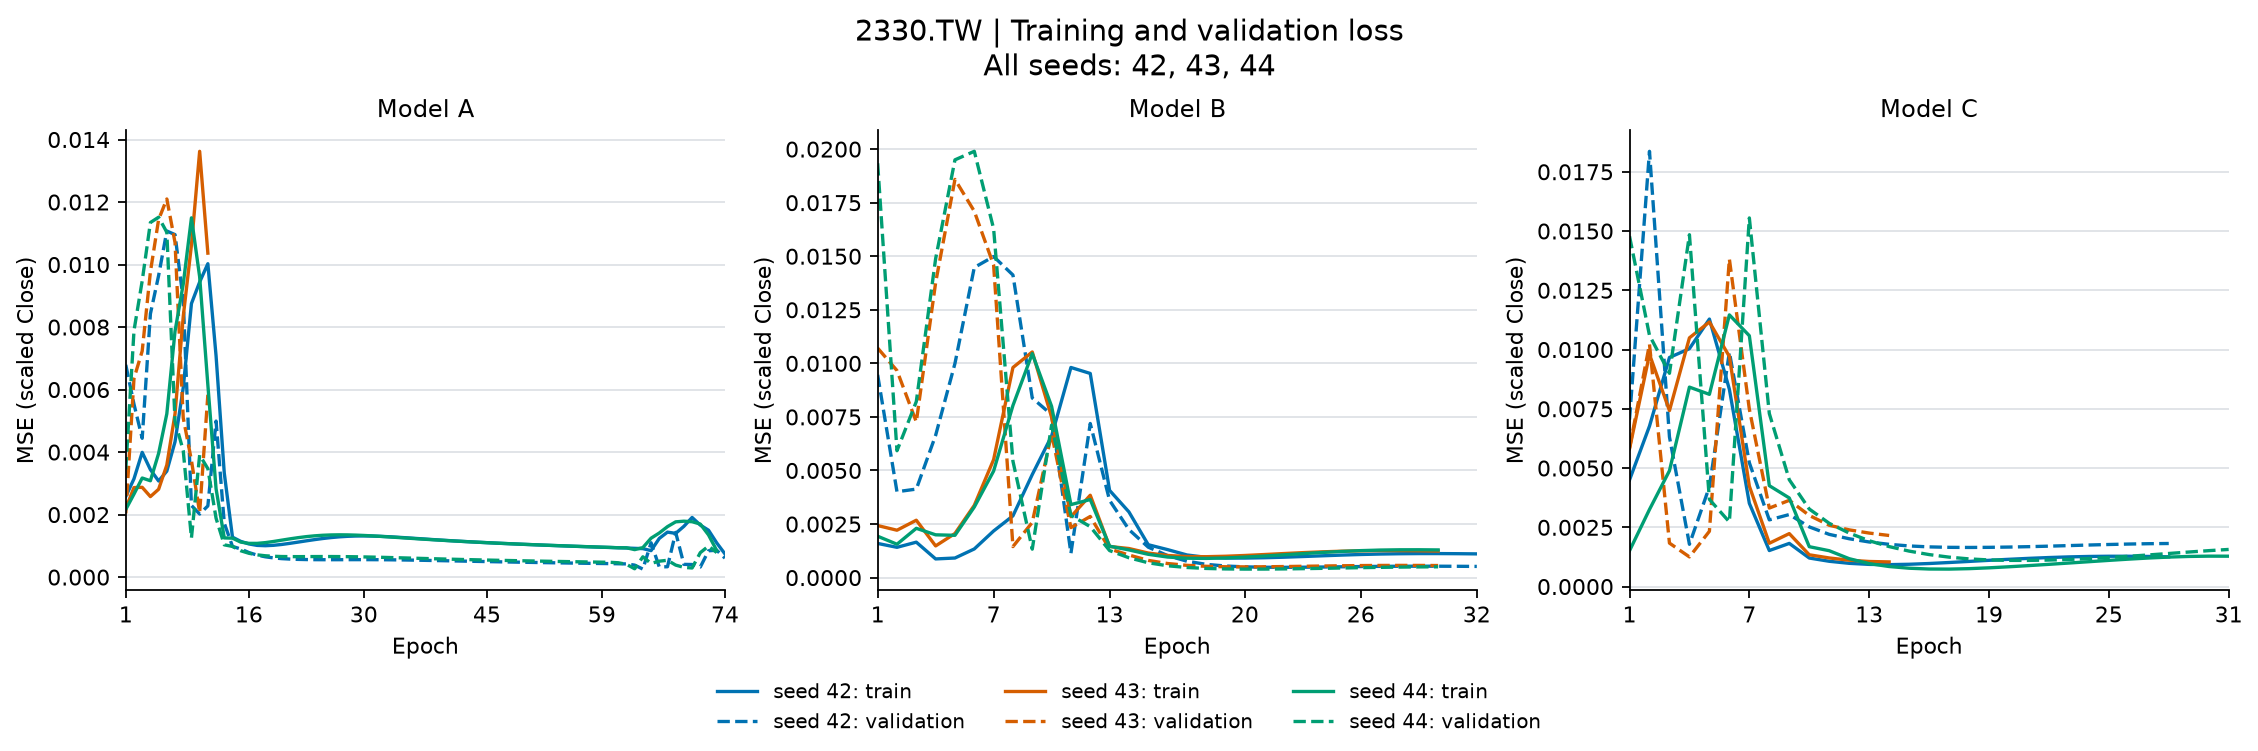 2330.TW | Training and validation loss
All seeds: 42, 43, 44
Model A
0.014
0.012
0.010
0.008
0.006
0.004
0.002
0.000
MSE (scaled Close)
1 16 30 45 59 74
Epoch
Model B
0.0200
0.0175
0.0150
0.0125
0.0100
0.0075
0.0050
0.0025
0.0000
MSE (scaled Close)
1 7 13 20 26 32
Epoch
Model C
0.0175
0.0150
0.0125
0.0100
0.0075
0.0050
0.0025
0.0000
MSE (scaled Close)
1 7 13 19 25 31
Epoch
seed 42: train
seed 42: validation
seed 43: train
seed 43: validation
seed 44: train
seed 44: validation